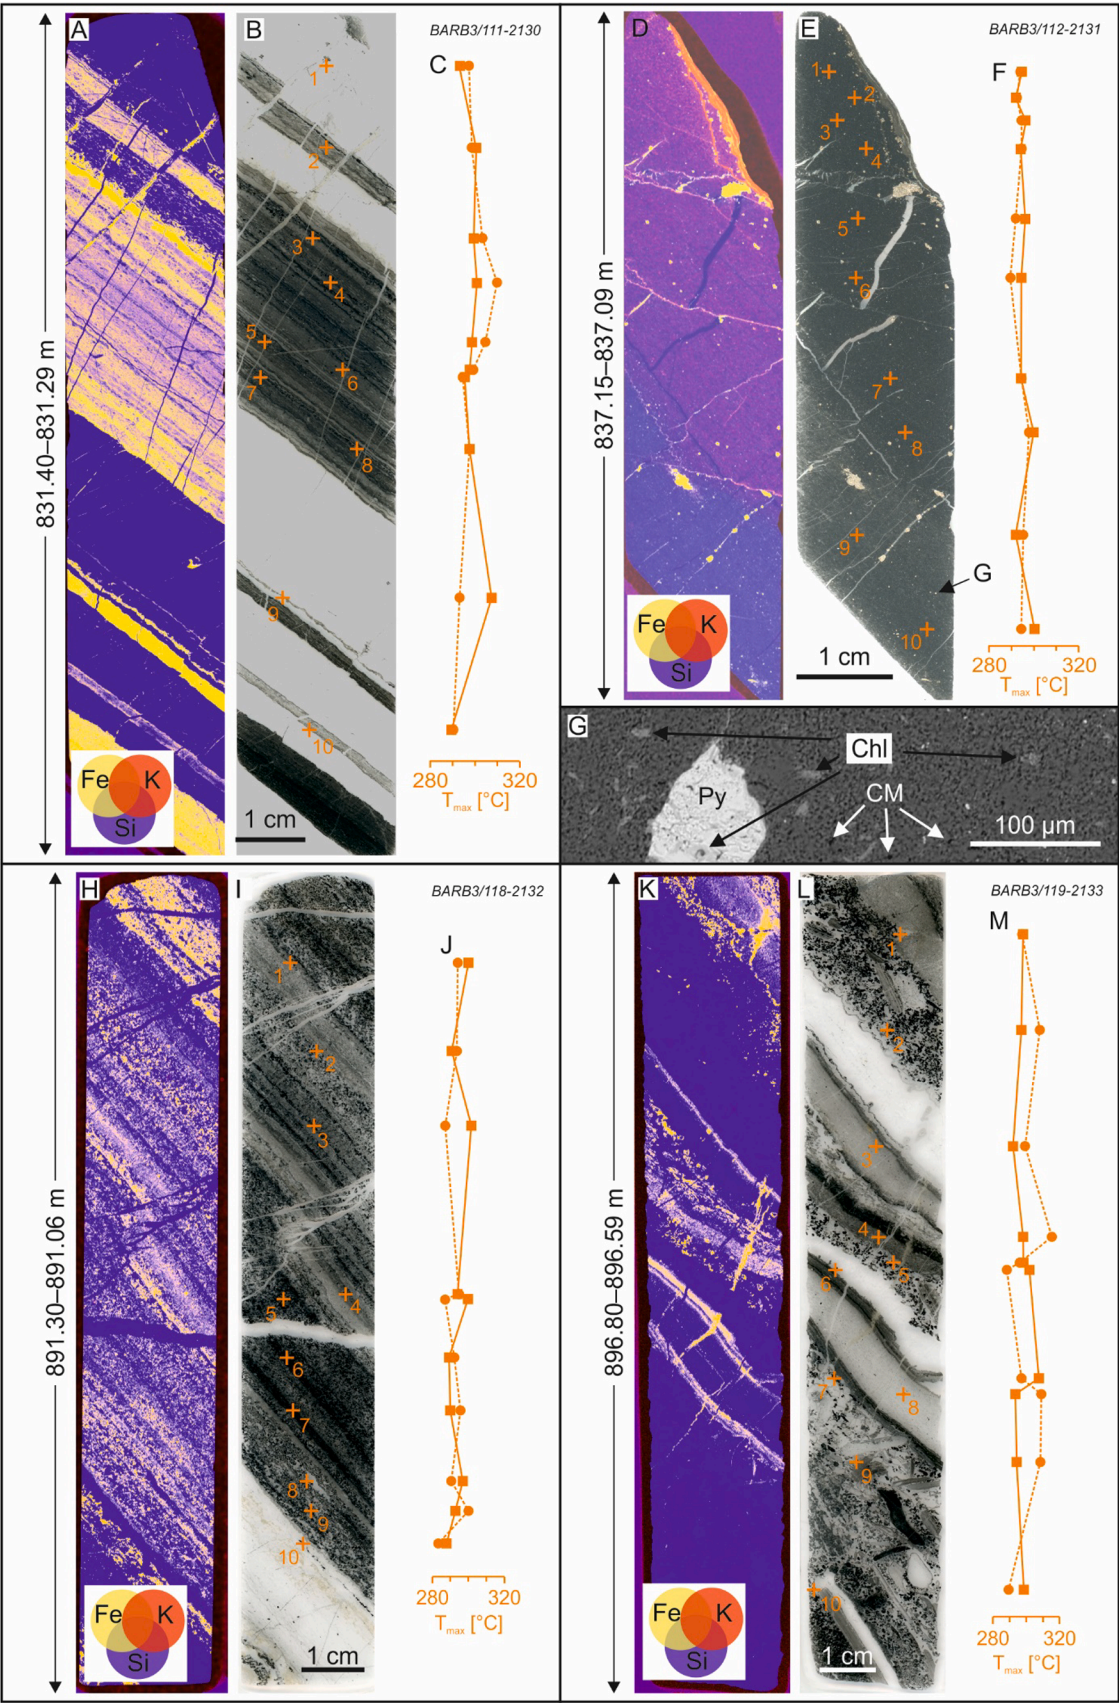 A
B
BARB3/111-2130
C
831.40–831.29 m
1
2
3
4
5
6
7
8
9
10
Fe
K
Si
1 cm
280
320
Tmax [°C]
D
E
BARB3/112-2131
F
837.15–837.09 m
1
2
3
4
5
6
7
8
9
G
10
Fe
K
Si
1 cm
280
320
Tmax [°C]
G
Chl
Py
CM
100 µm
H
I
BARB3/118-2132
J
891.30–891.06 m
1
2
3
4
5
6
7
8
9
10
Fe
K
Si
1 cm
280
320
Tmax [°C]
K
L
BARB3/119-2133
M
896.80–896.59 m
1
2
3
4
5
6
7
8
9
10
Fe
K
Si
1 cm
280
320
Tmax [°C]